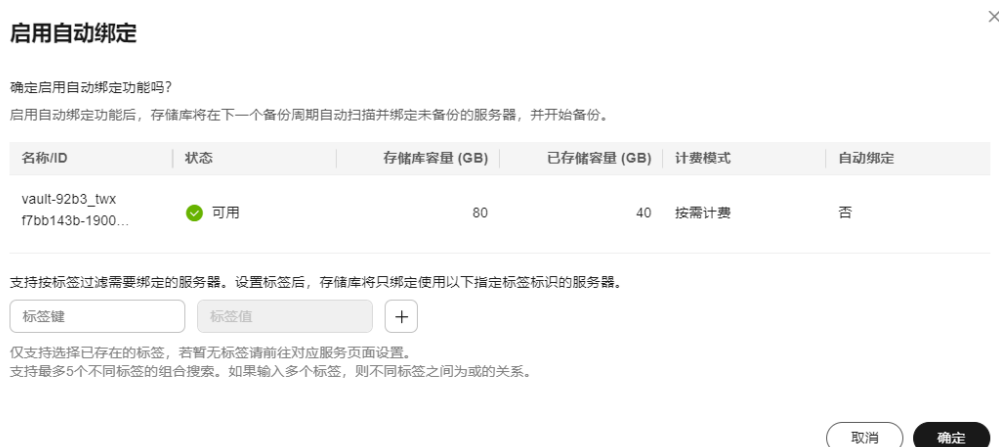 启用自动绑定
确定启用自动绑定功能吗?
启用自动绑定功能后，存储库将在下一个备份周期自动扫描并绑定未备份的服务器，并开始备份。
名称/ID 状态 存储库容量 (GB) 已存储容量 (GB) 计费模式 自动绑定
vault-92b3_twx
f7bb143b-1900... 可用 80 40 按需计费 否
支持按标签过滤需要绑定的服务器。设置标签后，存储库将只绑定使用以下指定标签标识的服务器。
标签键 标签值 +
仅支持选择已存在的标签，若暂无标签请前往对应服务页面设置。
支持最多5个不同标签的组合搜索。如果输入多个标签，则不同标签之间为或的关系。
取消 确定